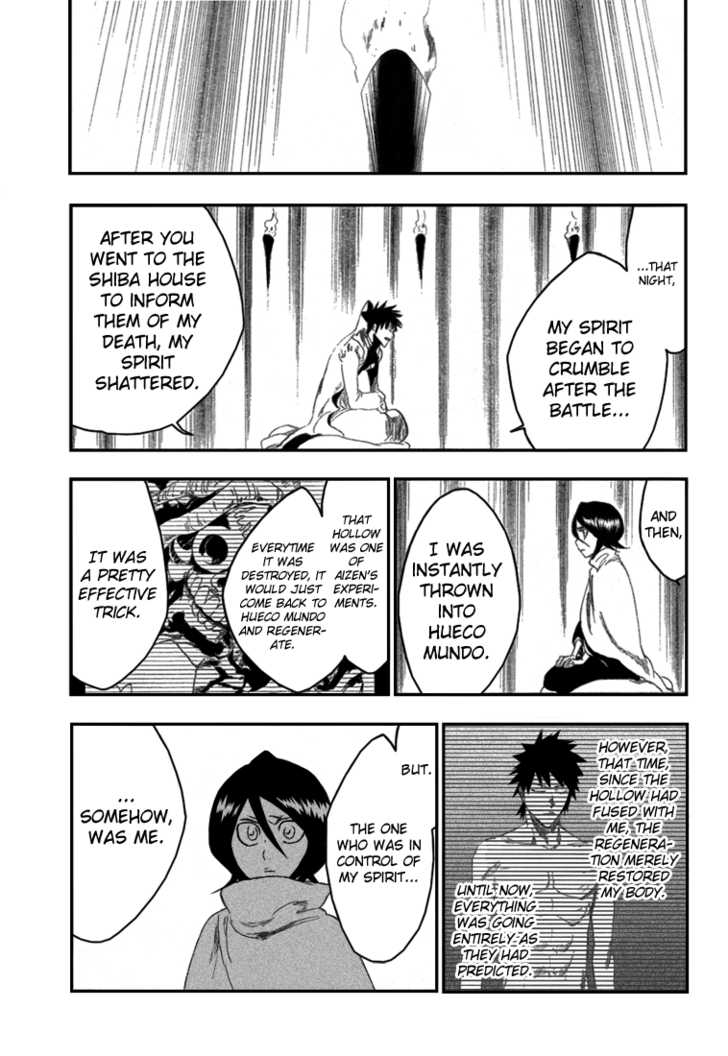 ...THAT
NIGHT,
MY SPIRIT
BEGAN TO
CRUMBLE
AFTER THE
BATTLE...
AFTER YOU
WENT TO THE
SHIBA HOUSE
TO INFORM
THEM OF MY
DEATH, MY
SPIRIT
SHATTERED.
AND
THEN,
I WAS
INSTANTLY
THROWN
INTO
HUECO
MUNDO.
THAT
HOLLOW
WAS ONE
OF
AIZEN'S
EXPERI-
MENTS.
EVERYTIME
IT WAS
DESTROYED, IT
WOULD JUST
COME BACK TO
HUECO MUNDO
AND REGENER-
ATE.
IT WAS
A PRETTY
EFFECTIVE
TRICK.
HOWEVER,
THAT TIME,
SINCE THE
HOLLOW HAD
FUSED WITH
ME, THE
REGENERA-
TION MERELY
RESTORED
MY BODY.
UNTIL NOW,
EVERYTHING
WAS GOING
ENTIRELY AS
THEY HAD
PREDICTED.
BUT.
THE ONE
WHO WAS IN
CONTROL OF
MY SPIRIT...
...
SOMEHOW,
WAS ME.